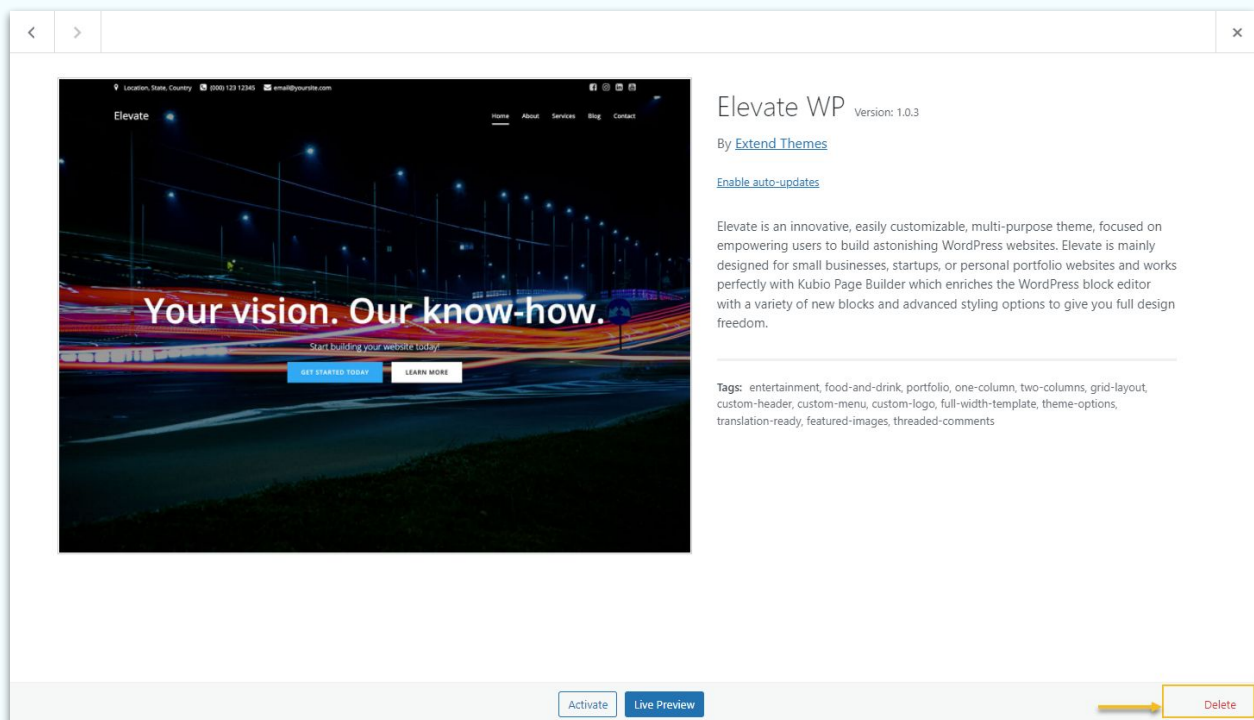 Location, State, Country (000) 123 12345 email@yoursite.com
Elevate
Home About Services Blog Contact
Your vision. Our know-how.
Start building your website today!
GET STARTED TODAY LEARN MORE
Elevate WP Version: 1.0.3
By Extend Themes
Enable auto-updates
Elevate is an innovative, easily customizable, multi-purpose theme, focused on
empowering users to build astonishing WordPress websites. Elevate is mainly
designed for small businesses, startups, or personal portfolio websites and works
perfectly with Kubio Page Builder which enriches the WordPress block editor
with a variety of new blocks and advanced styling options to give you full design
freedom.
Tags: entertainment, food-and-drink, portfolio, one-column, two-columns, grid-layout,
custom-header, custom-menu, custom-logo, full-width-template, theme-options,
translation-ready, featured-images, threaded-comments
Activate Live Preview Delete